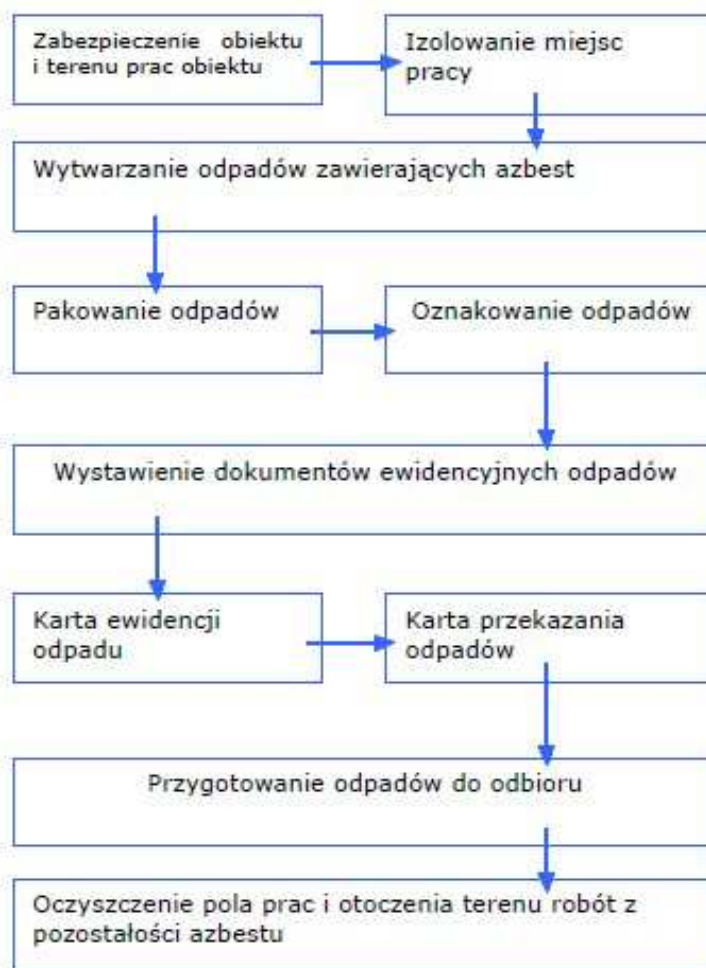 Zabezpieczenie obiektu
i terenu prac obiektu
Izolowanie miejsc
pracy
Wytwarzanie odpadów zawierających azbest
Pakowanie odpadów
Oznakowanie odpadów
Wystawienie dokumentów ewidencyjnych odpadów
Karta ewidencji
odpadu
Karta przekazania
odpadów
Przygotowanie odpadów do odbioru
Oczyszczenie pola prac i otoczenia terenu robót z
pozostałości azbestu